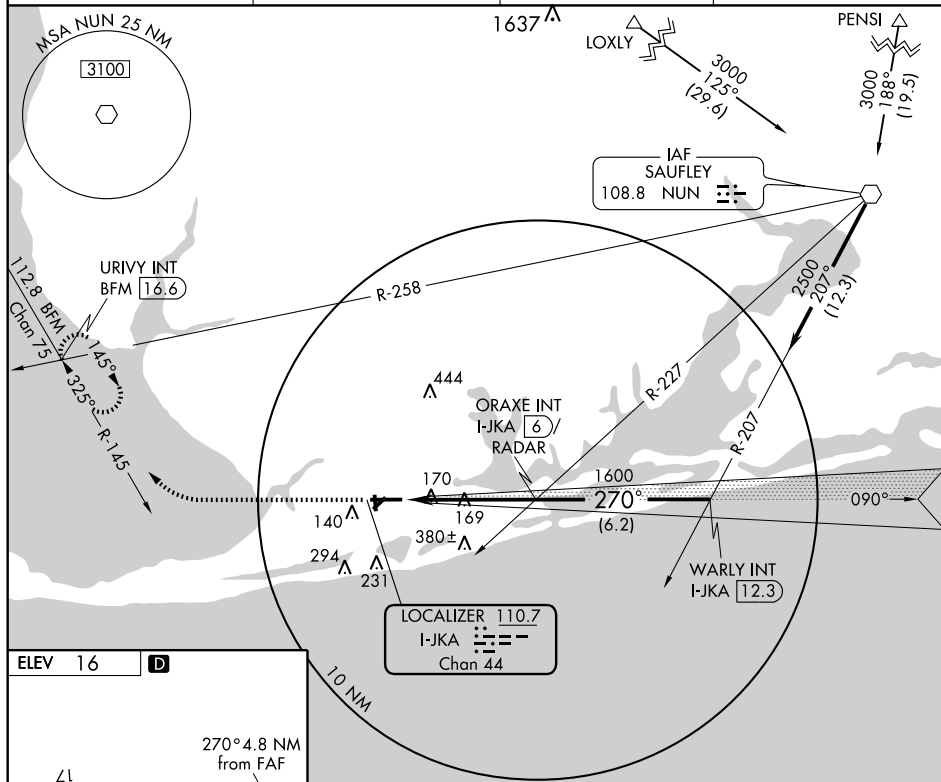 MSA NUN 25 NM
3100
1637
LOXLY
3000
125°
(29.6)
PENSI
3000
188°
(19.5)
IAF
SAUFLEY
108.8 NUN
2500
207°
(12.3)
URIVY INT
BFM 16.6
112.8 BFM
Chan 75
145°
325°
R-145
R-258
R-227
R-207
444
ORAXE INT
I-JKA 6/
RADAR
170
169
1600
270°
(6.2)
090°
140
380±
294
231
WARLY INT
I-JKA 12.3
LOCALIZER 110.7
I-JKA
Chan 44
10 NM
ELEV 16
D
270° 4.8 NM
from FAF
17